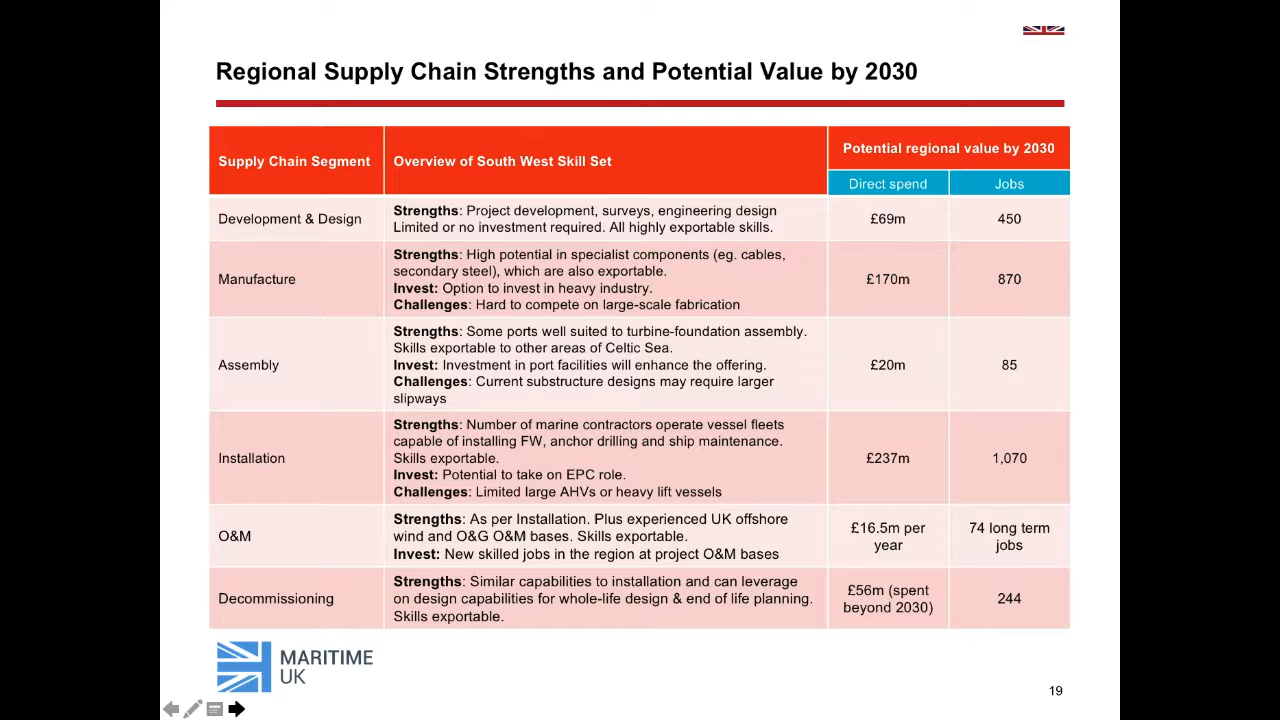 Regional Supply Chain Strengths and Potential Value by 2030
Supply Chain Segment
Overview of South West Skill Set
Potential regional value by 2030
Direct spend
Jobs
Development & Design
Strengths: Project development, surveys, engineering design
Limited or no investment required. All highly exportable skills.
£69m
450
Manufacture
Strengths: High potential in specialist components (eg. cables,
secondary steel), which are also exportable.
Invest: Option to invest in heavy industry.
Challenges: Hard to compete on large-scale fabrication
£170m
870
Assembly
Strengths: Some ports well suited to turbine-foundation assembly.
Skills exportable to other areas of Celtic Sea.
Invest: Investment in port facilities will enhance the offering.
Challenges: Current substructure designs may require larger
slipways
£20m
85
Installation
Strengths: Number of marine contractors operate vessel fleets
capable of installing FW, anchor drilling and ship maintenance.
Skills exportable.
Invest: Potential to take on EPC role.
Challenges: Limited large AHVs or heavy lift vessels
£237m
1,070
O&M
Strengths: As per Installation. Plus experienced UK offshore
wind and O&G O&M bases. Skills exportable.
Invest: New skilled jobs in the region at project O&M bases
£16.5m per
year
74 long term
jobs
Decommissioning
Strengths: Similar capabilities to installation and can leverage
on design capabilities for whole-life design & end of life planning.
Skills exportable.
£56m (spent
beyond 2030)
244
MARITIME
UK
19